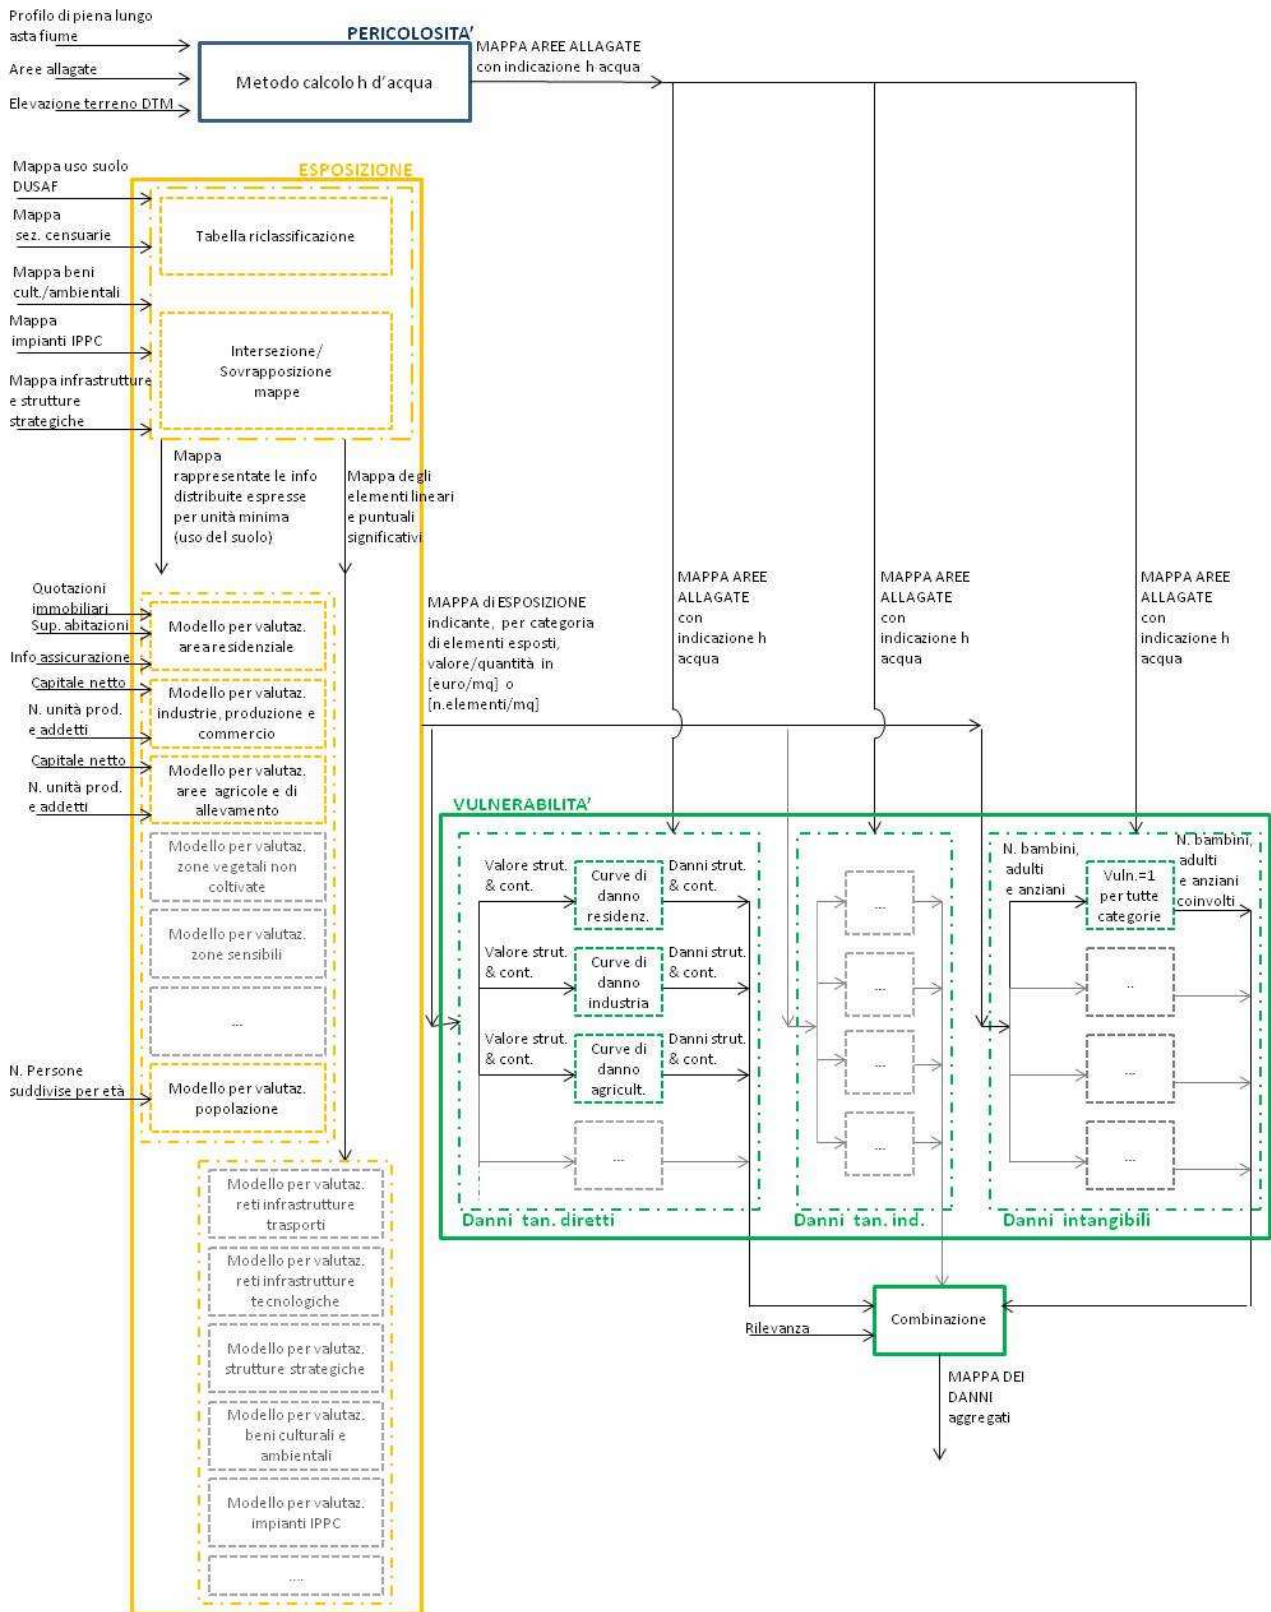 Profilo di piena lungo
asta fiume
Aree allagate
Elevazione terreno DTM
PERICOLOSITA'
Metodo calcolo h d'acqua
MAPPA AREE ALLAGATE
con indicazione h acqua
ESPOSIZIONE
Mappa uso suolo
DUSAF
Mappa
sez. censuarie
Mappa beni
cult./ambientali
Mappa
impianti IPPC
Mappa infrastrutture
e strutture
strategiche
Tabella riclassificazione
Intersezione/
Sovrapposizione
mappe
Mappa
rappresentate le info
distribuite espresse
per unità minima
(uso del suolo)
Mappa degli
elementi lineari
e puntuali
significativi
Quotazioni
immobiliari
Sup. abitazioni
Info assicurazione
Modello per valutaz.
area residenziale
Capitale netto
N. unità prod.
e addetti
Modello per valutaz.
industrie, produzione e
commercio
Capitale netto
N. unità prod.
e addetti
Modello per valutaz.
aree agricole e di
allevamento
Modello per valutaz.
zone vegetali non
coltivate
Modello per valutaz.
zone sensibili
...
N. Persone
suddivise per età
Modello per valutaz.
popolazione
Modello per valutaz.
reti infrastrutture
trasporti
Modello per valutaz.
reti infrastrutture
tecnologiche
Modello per valutaz.
strutture strategiche
Modello per valutaz.
beni culturali e
ambientali
Modello per valutaz.
impianti IPPC
....
MAPPA di ESPOSIZIONE
indicante, per categoria
di elementi esposti,
valore/quantità in
[euro/mq] o
[n.elementi/mq]
MAPPA AREE
ALLAGATE
con
indicazione h
acqua
MAPPA AREE
ALLAGATE
con
indicazione h
acqua
MAPPA AREE
ALLAGATE
con
indicazione h
acqua
VULNERABILITA'
Valore strut.
& cont.
Curve di
danno
residenz.
Danni strut.
& cont.
Valore strut.
& cont.
Curve di
danno
industria
Danni strut.
& cont.
Valore strut.
& cont.
Curve di
danno
agricult.
Danni strut.
& cont.
...
Danni tan. diretti
...
...
...
...
Danni tan. ind.
N. bambini,
adulti
e anziani
Vuln.=1
per tutte
categorie
N. bambini,
adulti
e anziani
coinvolti
..
...
...
Danni intangibili
Rilevanza
Combinazione
MAPPA DEI
DANNI
aggregati